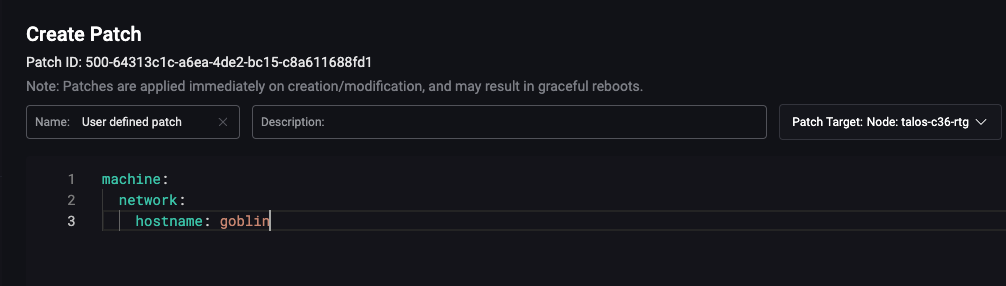 Create Patch
Patch ID: 500-64313c1c-a6ea-4de2-bc15-c8a611688fd1
Note: Patches are applied immediately on creation/modification, and may result in graceful reboots.
Name: User defined patch Description: Patch Target: Node: talos-c36-rtg
1 machine:
2 network:
3 hostname: goblin